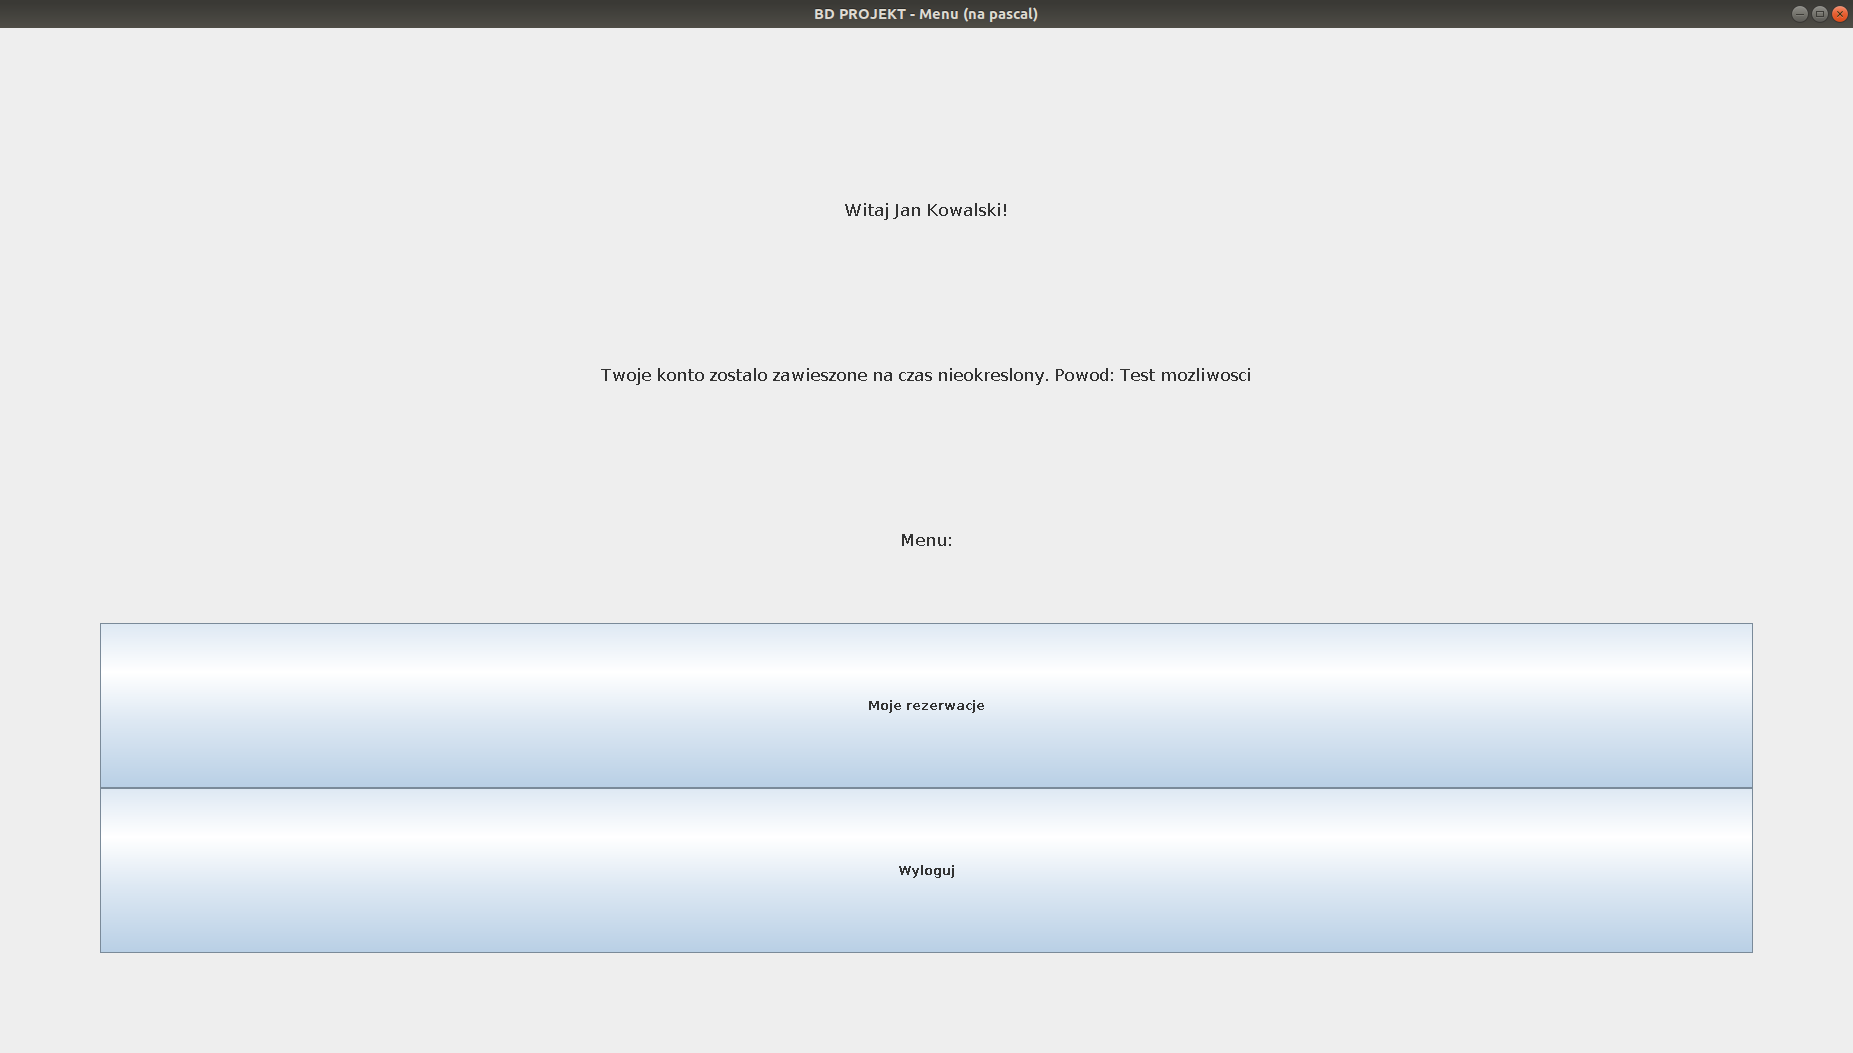 BD PROJEKT - Menu (na pascal)
Witaj Jan Kowalski!
Twoje konto zostalo zawieszone na czas nieokreslony. Powod: Test mozliwosci
Menu:
Moje rezerwacje
Wyloguj